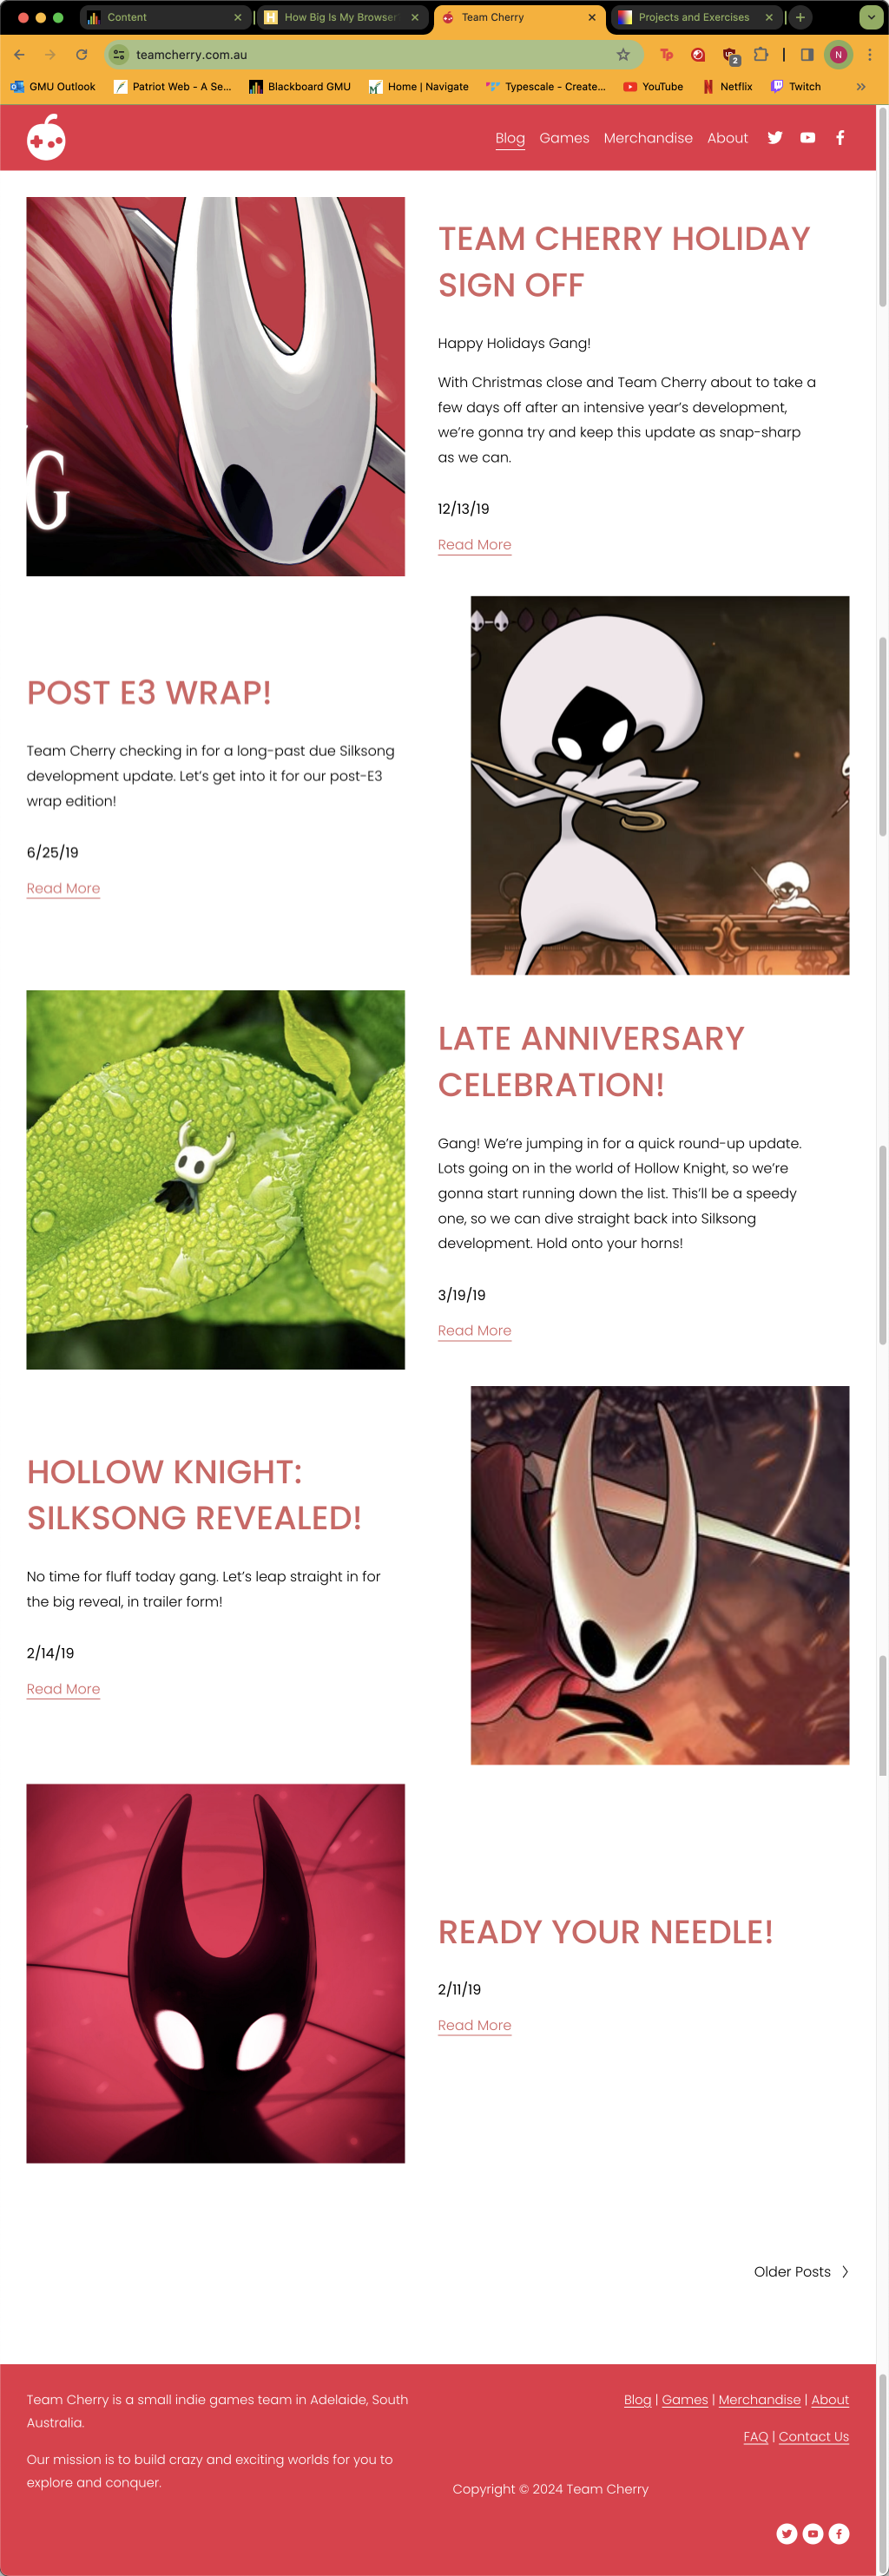 Content
How Big Is My Browser
Team Cherry
Projects and Exercises
teamcherry.com.au
Tp
2
N
GMU Outlook
Patriot Web - A Se...
Blackboard GMU
Home | Navigate
Typescale - Create...
YouTube
Netflix
Twitch
Blog
Games
Merchandise
About
G
TEAM CHERRY HOLIDAY
SIGN OFF
Happy Holidays Gang!
With Christmas close and Team Cherry about to take a
few days off after an intensive year’s development,
we’re gonna try and keep this update as snap-sharp
as we can.
12/13/19
Read More
POST E3 WRAP!
Team Cherry checking in for a long-past due Silksong
development update. Let’s get into it for our post-E3
wrap edition!
6/25/19
Read More
LATE ANNIVERSARY
CELEBRATION!
Gang! We’re jumping in for a quick round-up update.
Lots going on in the world of Hollow Knight, so we’re
gonna start running down the list. This’ll be a speedy
one, so we can dive straight back into Silksong
development. Hold onto your horns!
3/19/19
Read More
HOLLOW KNIGHT:
SILKSONG REVEALED!
No time for fluff today gang. Let’s leap straight in for
the big reveal, in trailer form!
2/14/19
Read More
READY YOUR NEEDLE!
2/11/19
Read More
Older Posts
Team Cherry is a small indie games team in Adelaide, South
Australia.
Our mission is to build crazy and exciting worlds for you to
explore and conquer.
Blog | Games | Merchandise | About
FAQ | Contact Us
Copyright © 2024 Team Cherry